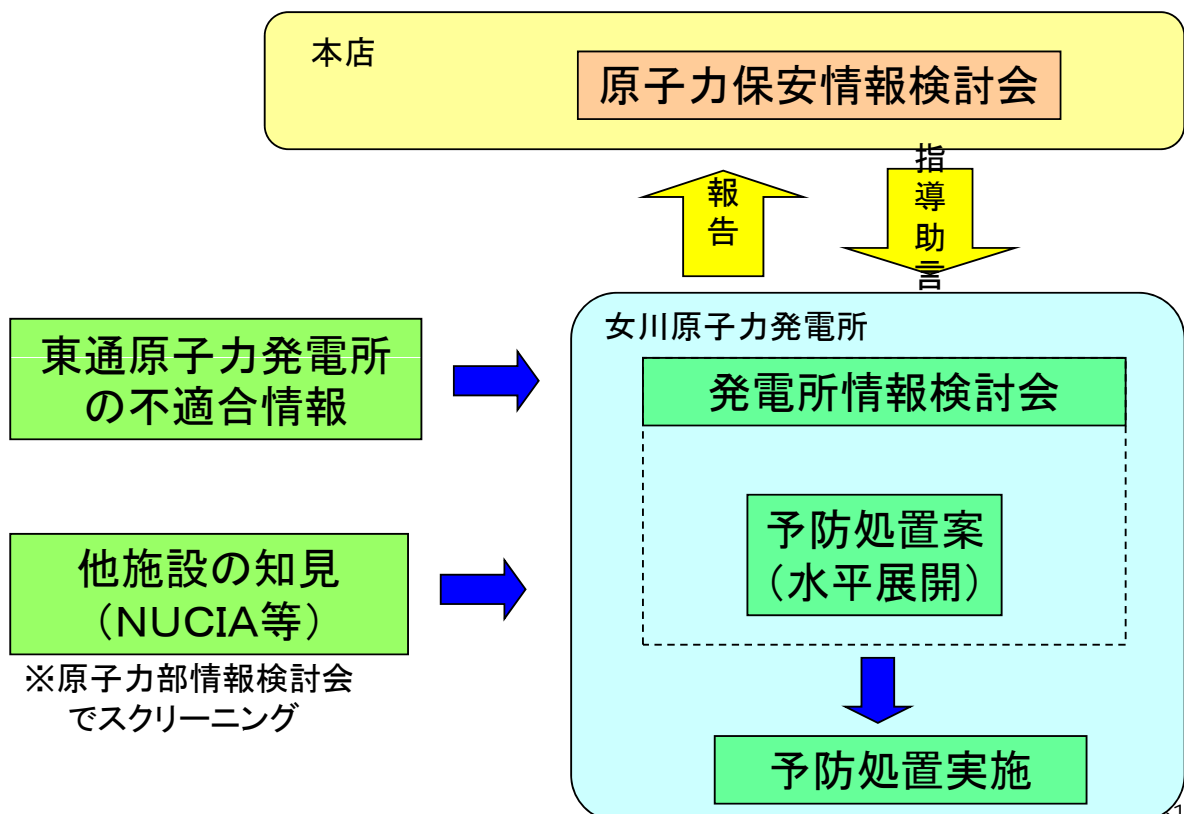 本店
原子力保安情報検討会
報告
指導助言
東通原子力発電所
の不適合情報
女川原子力発電所
発電所情報検討会
予防処置案
（水平展開）
他施設の知見
（ＮＵＣＩＡ等）
※原子力部情報検討会
でスクリーニング
予防処置実施